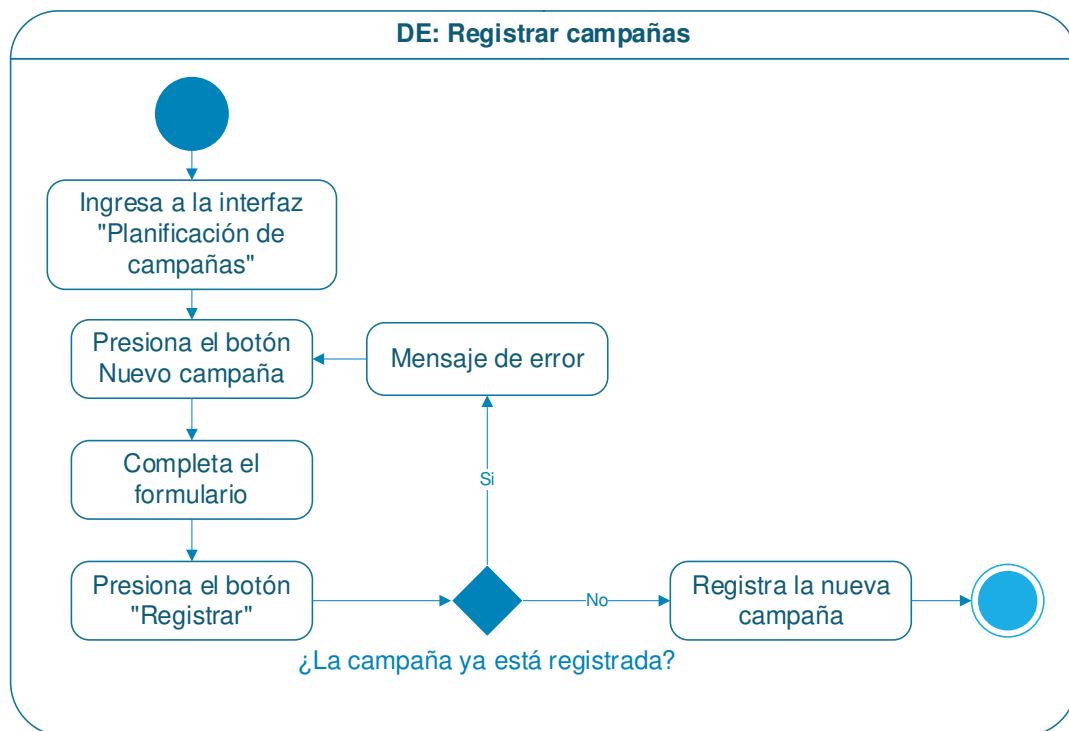 DE: Registrar campañas
Ingresa a la interfaz
"Planificación de
campañas"
Presiona el botón
Nuevo campaña
Mensaje de error
Completa el
formulario
Si
Presiona el botón
"Registrar"
No
Registra la nueva
campaña
¿La campaña ya está registrada?